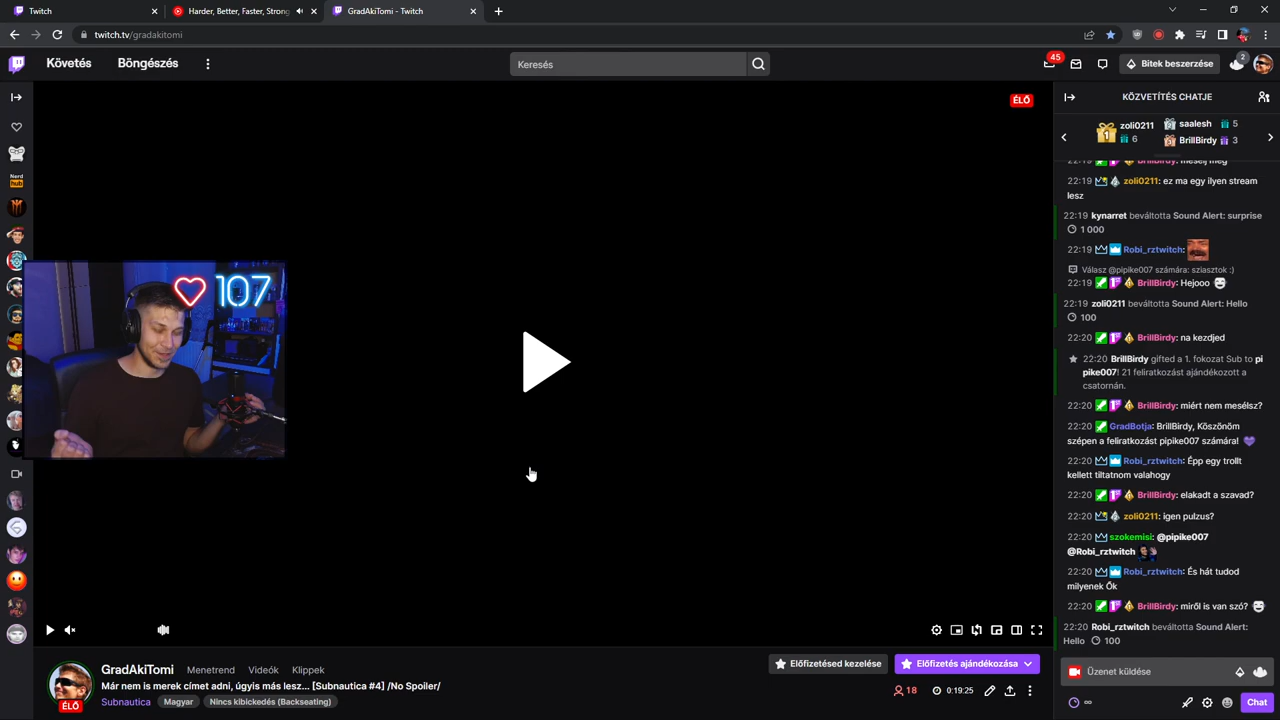 Twitch
Harder, Better, Faster, Strong
GradAkiTomi - Twitch
twitch.tv/gradakitomi
Követés
Böngészés
Keresés
45
Bitek beszerzése
2
Nerd
hub
ÉLŐ
107
KÖZVETÍTÉS CHATJE
1
zoli0211
6
saalesh
5
BrillBirdy
3
22:19 BrillBirdy: mesélj még
22:19 zoli0211: ez ma egy ilyen stream
lesz
22:19 kynarret beváltotta Sound Alert: surprise
1 000
22:19 Robi_rztwitch:
Válasz @pipike007 számára: sziasztok :)
22:19 BrillBirdy: Hejooo
22:19 zoli0211 beváltotta Sound Alert: Hello
100
22:20 BrillBirdy: na kezdjed
22:20 BrillBirdy gifted a 1. fokozat Sub to pi
pike007! 21 feliratkozást ajándékozott a
csatornán.
22:20 BrillBirdy: miért nem mesélsz?
22:20 GradBotja: BrillBirdy, Köszönöm
szépen a feliratkozást pipike007 számára!
22:20 Robi_rztwitch: Épp egy trollt
kellett tiltatnom valahogy
22:20 BrillBirdy: elakadt a szavad?
22:20 zoli0211: igen pulzus?
22:20 szokemisi: @pipike007
@Robi_rztwitch
22:20 Robi_rztwitch: És hát tudod
milyenek Ők
22:20 BrillBirdy: miről is van szó?
22:20 Robi_rztwitch beváltotta Sound Alert:
Hello 100
Üzenet küldése
∞
Chat
ÉLŐ
GradAkiTomi
Menetrend
Videók
Klippek
Már nem is merek címet adni, úgyis más lesz... [Subnautica #4] /No Spoiler/
Subnautica
Magyar
Nincs kibickedés (Backseating)
Előfizetésed kezelése
Előfizetés ajándékozása
18
0:19:25